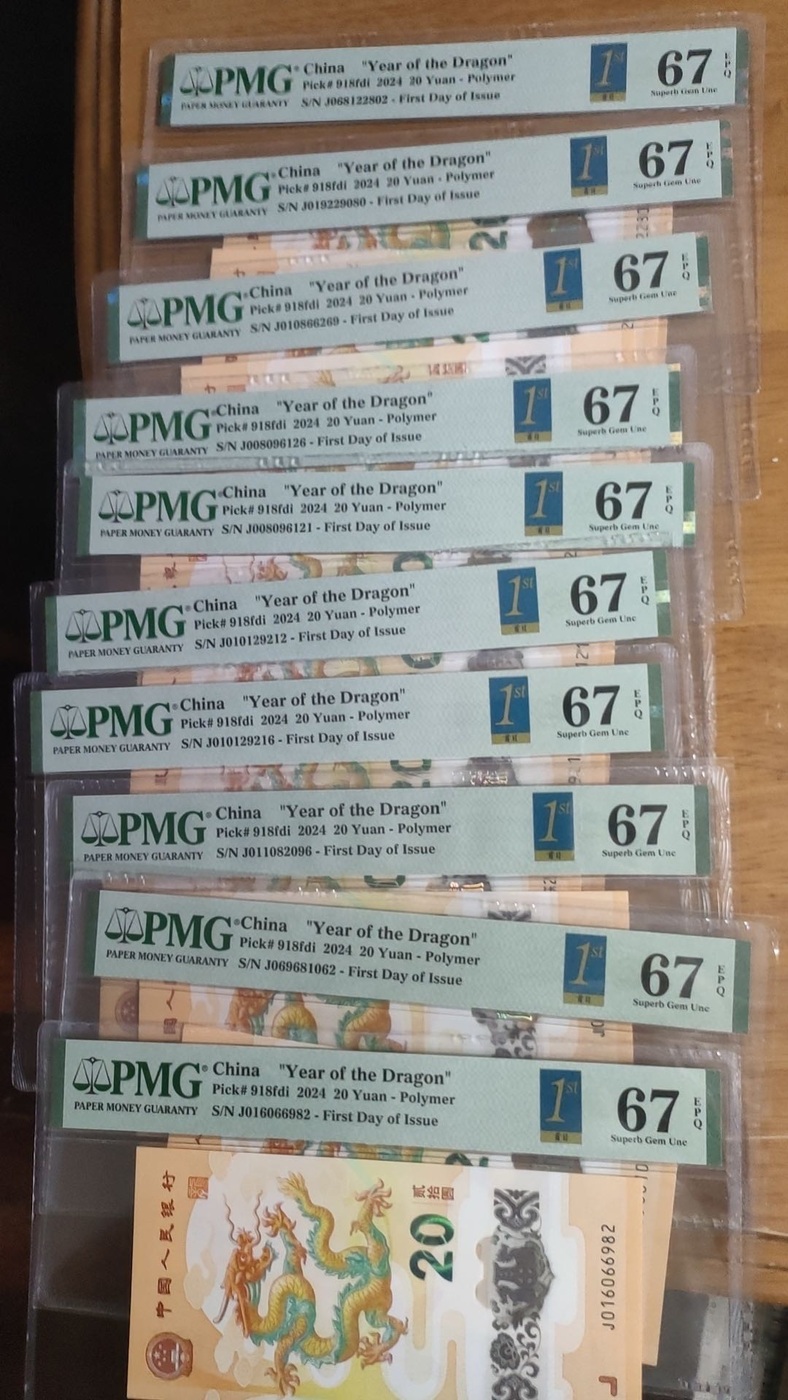 PMG China "Year of the Dragon"
Pick# 918fdi 2024 20 Yuan - Polymer
PAPER MONEY GUARANTY S/N J068122802 - First Day of Issue
1st
67
EPQ
Superb Gem Unc
PMG China "Year of the Dragon"
Pick# 918fdi 2024 20 Yuan - Polymer
PAPER MONEY GUARANTY S/N J019229080 - First Day of Issue
1st
67
EPQ
Superb Gem Unc
PMG China "Year of the Dragon"
Pick# 918fdi 2024 20 Yuan - Polymer
PAPER MONEY GUARANTY S/N J010866269 - First Day of Issue
1st
67
EPQ
Superb Gem Unc
PMG China "Year of the Dragon"
Pick# 918fdi 2024 20 Yuan - Polymer
PAPER MONEY GUARANTY S/N J008096126 - First Day of Issue
1st
67
EPQ
Superb Gem Unc
PMG China "Year of the Dragon"
Pick# 918fdi 2024 20 Yuan - Polymer
PAPER MONEY GUARANTY S/N J008096121 - First Day of Issue
1st
67
EPQ
Superb Gem Unc
PMG China "Year of the Dragon"
Pick# 918fdi 2024 20 Yuan - Polymer
PAPER MONEY GUARANTY S/N J010129212 - First Day of Issue
1st
67
EPQ
Superb Gem Unc
PMG China "Year of the Dragon"
Pick# 918fdi 2024 20 Yuan - Polymer
PAPER MONEY GUARANTY S/N J010129216 - First Day of Issue
1st
67
EPQ
Superb Gem Unc
PMG China "Year of the Dragon"
Pick# 918fdi 2024 20 Yuan - Polymer
PAPER MONEY GUARANTY S/N J011082096 - First Day of Issue
1st
67
EPQ
Superb Gem Unc
PMG China "Year of the Dragon"
Pick# 918fdi 2024 20 Yuan - Polymer
PAPER MONEY GUARANTY S/N J069681062 - First Day of Issue
1st
67
EPQ
Superb Gem Unc
PMG China "Year of the Dragon"
Pick# 918fdi 2024 20 Yuan - Polymer
PAPER MONEY GUARANTY S/N J016066982 - First Day of Issue
1st
67
EPQ
Superb Gem Unc
中国人民银行
贰拾圆
20
J016066982